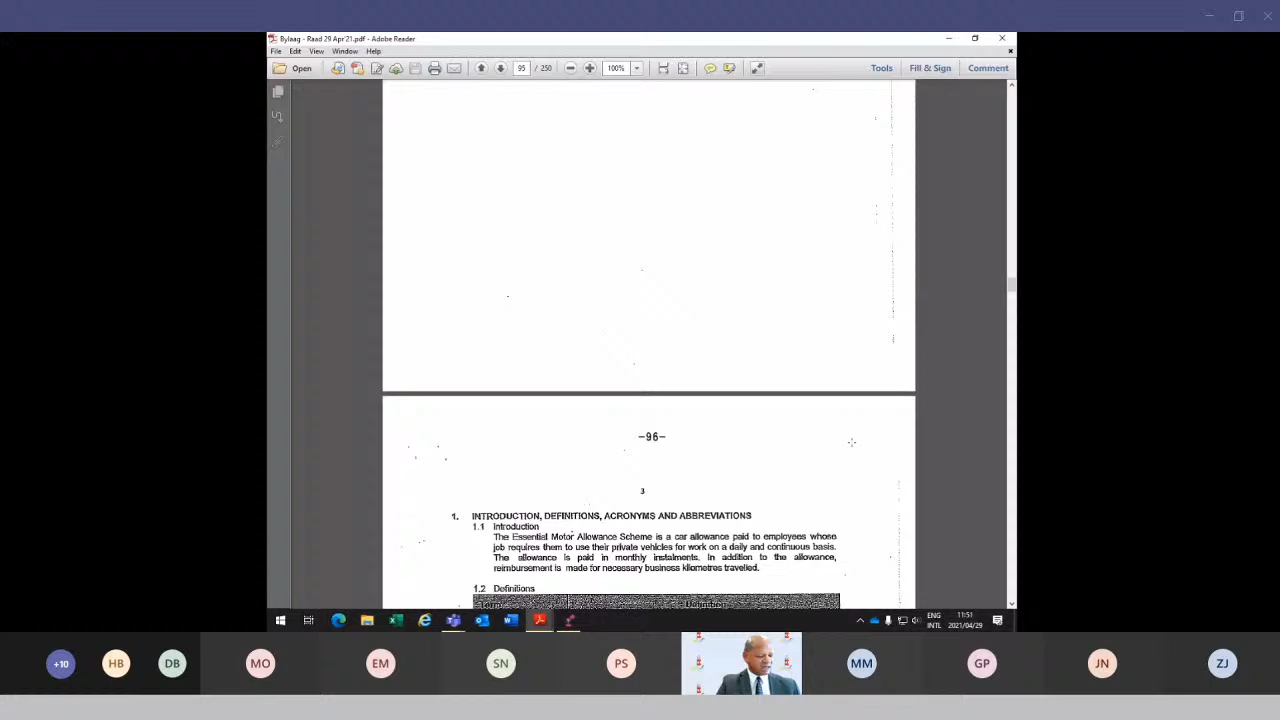 Bylaag - Raad 29 Apr'21.pdf - Adobe Reader
File Edit View Window Help
Open 95 / 250 100% Tools Fill & Sign Comment
-96-
3
1. INTRODUCTION, DEFINITIONS, ACRONYMS AND ABBREVIATIONS
1.1 Introduction
The Essential Motor Allowance Scheme is a car allowance paid to employees whose
job requires them to use their private vehicles for work on a daily and continuous basis.
The allowance is paid in monthly instalments. In addition to the allowance,
reimbursement is made for necessary business kilometres travelled.
1.2 Definitions
ENG 11:51
INTL 2021/04/29
+10 HB DB MO EM SN PS MM GP JN ZJ